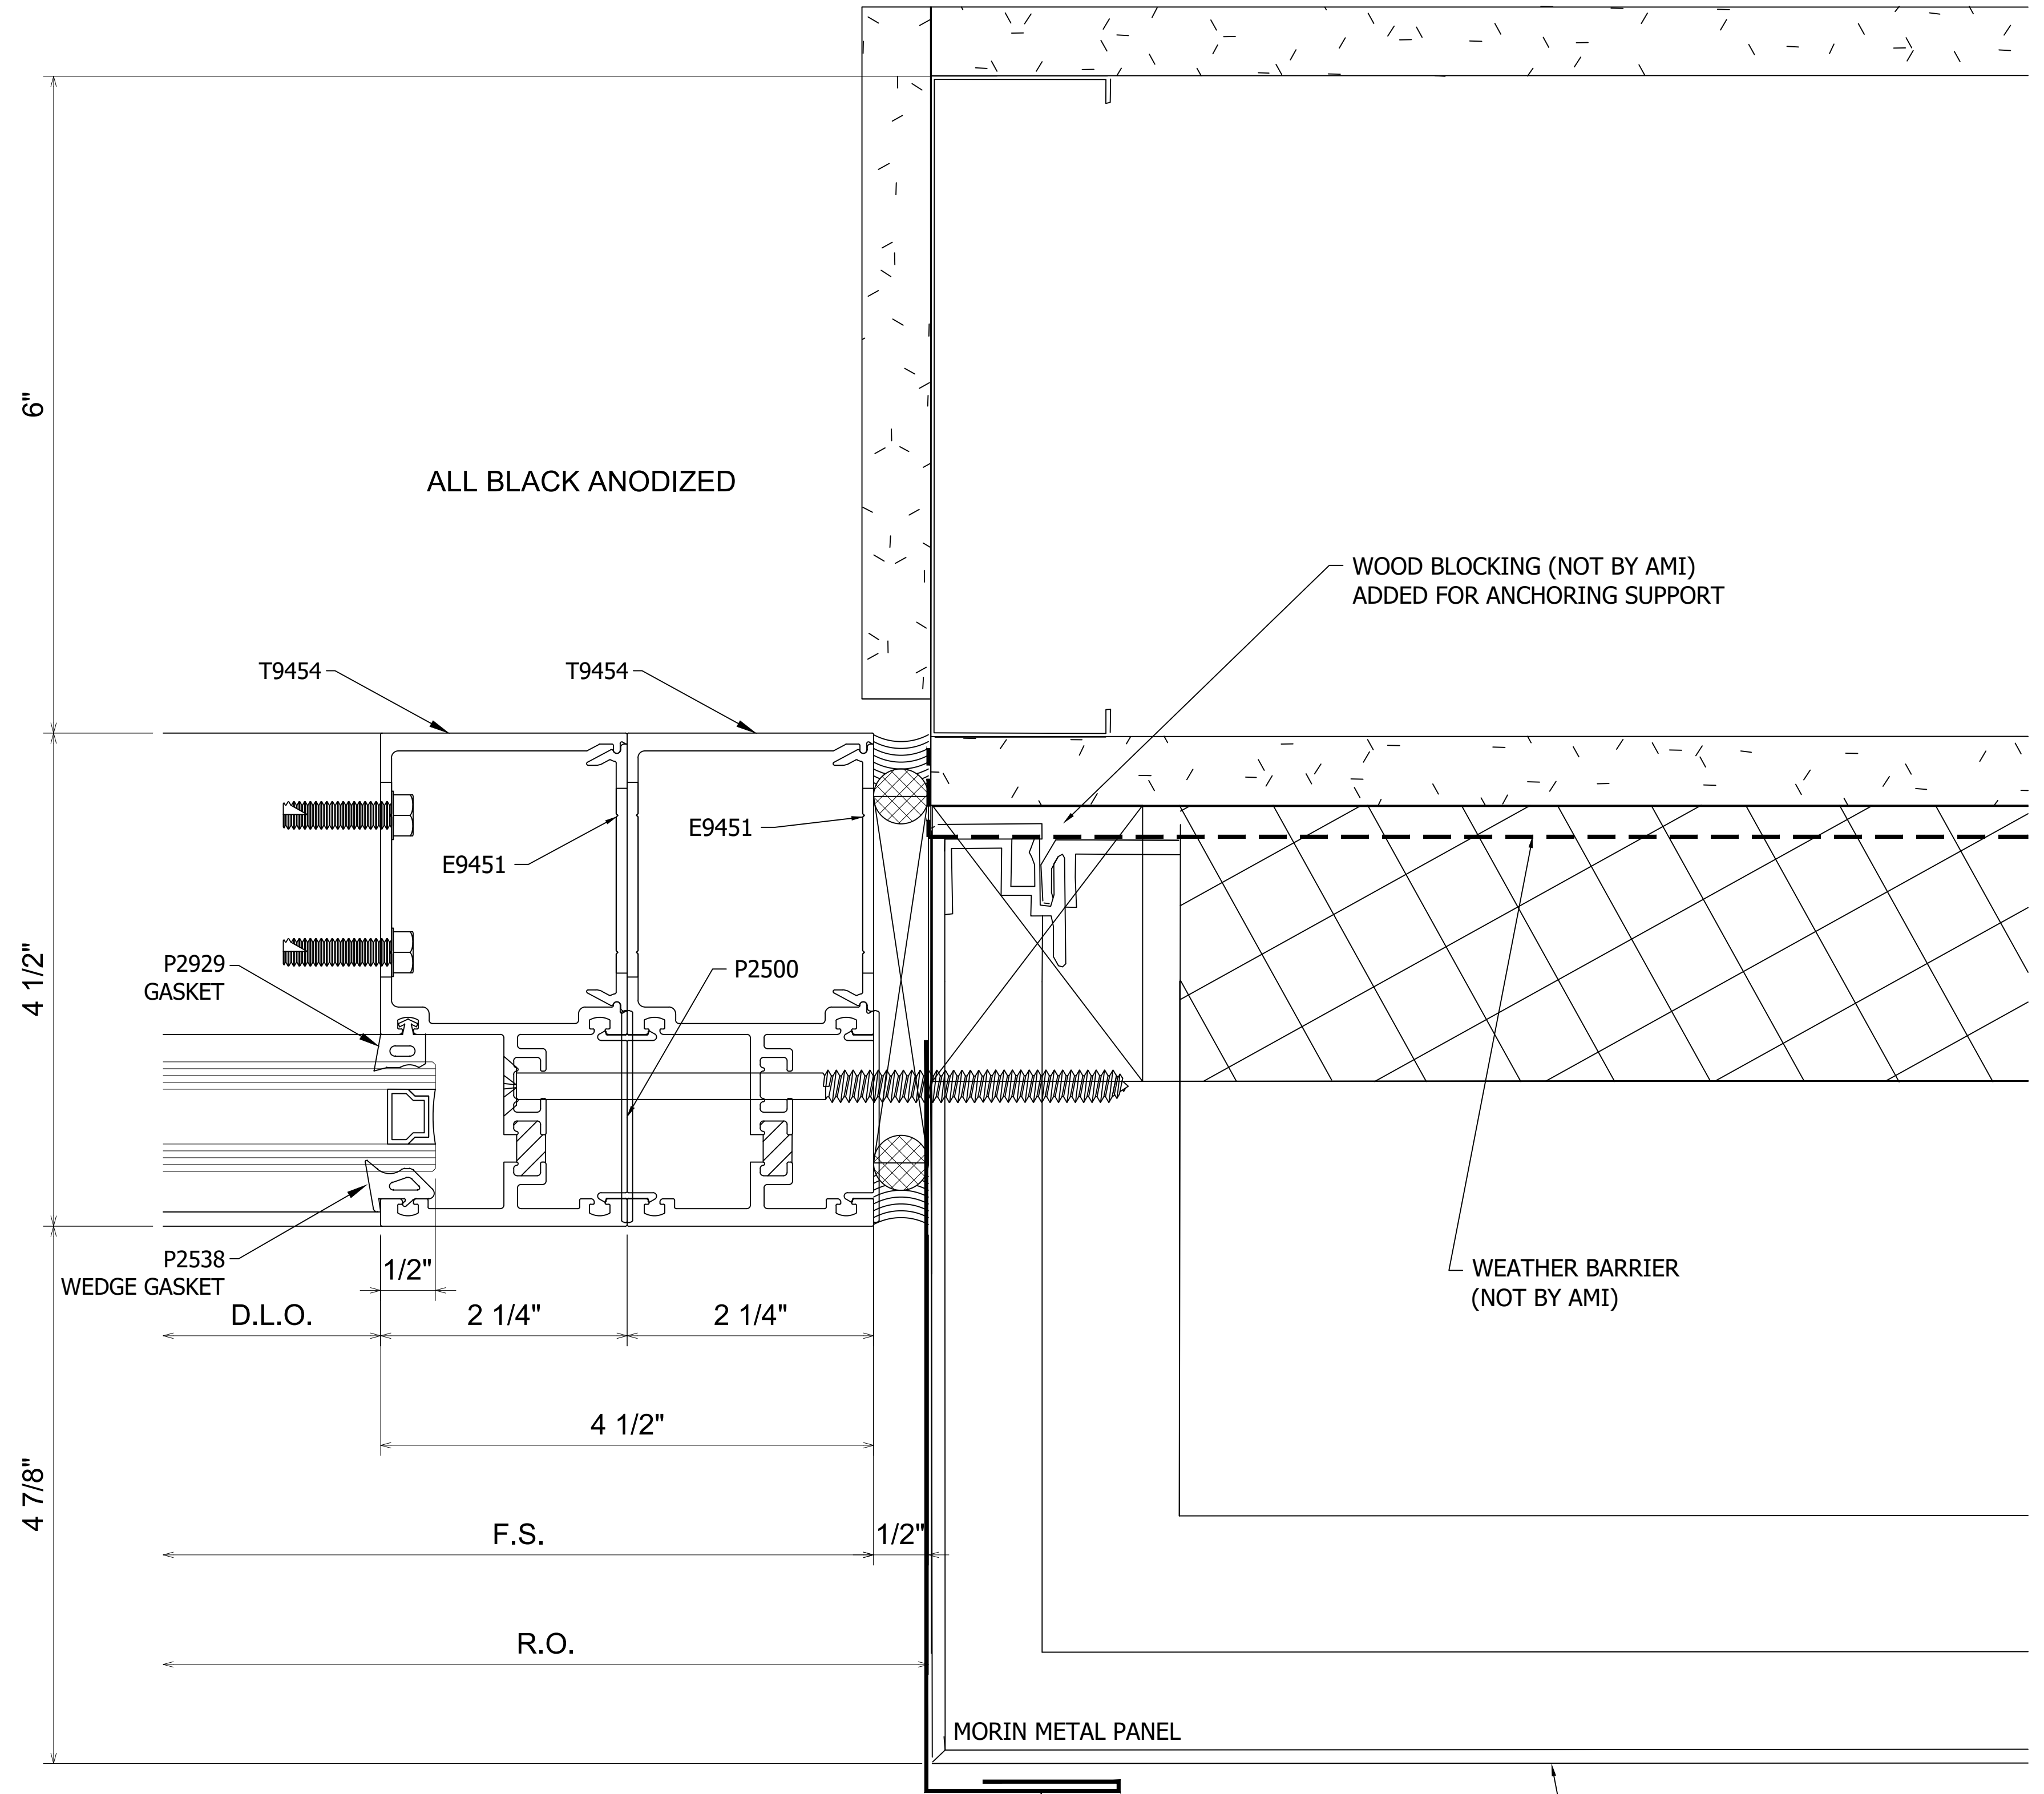 6"
ALL BLACK ANODIZED
WOOD BLOCKING (NOT BY AMI)
ADDED FOR ANCHORING SUPPORT
T9454
T9454
E9451
E9451
4 1/2"
P2929
GASKET
P2500
P2538
WEDGE GASKET
1/2"
WEATHER BARRIER
(NOT BY AMI)
D.L.O.
2 1/4"
2 1/4"
4 1/2"
4 7/8"
F.S.
1/2"
R.O.
MORIN METAL PANEL